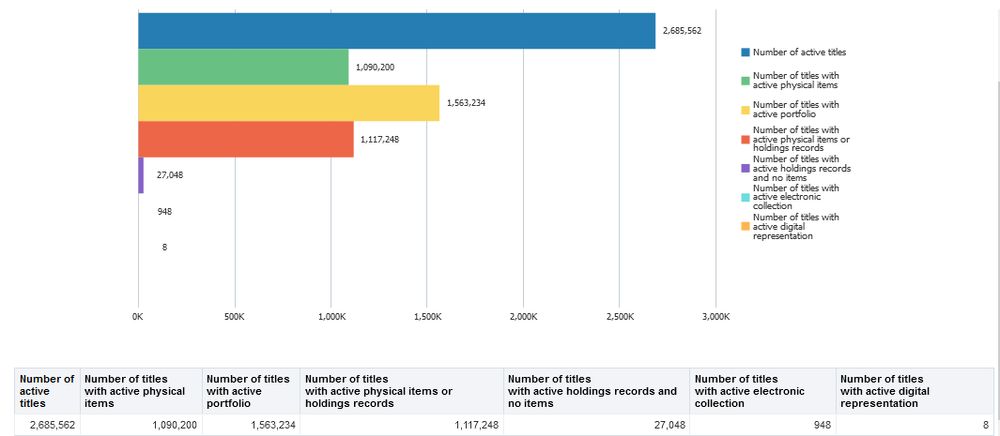 2,685,562
1,090,200
1,563,234
1,117,248
27,048
948
8
0K 500K 1,000K 1,500K 2,000K 2,500K 3,000K
Number of active titles
Number of titles with
active physical items
Number of titles with
active portfolio
Number of titles with
active physical items or
holdings records
Number of titles with
active holdings records
and no items
Number of titles with
active electronic
collection
Number of titles with
active digital
representation
Number of
active
titles
Number of titles
with active physical
items
Number of titles
with active
portfolio
Number of titles
with active physical items or
holdings records
Number of titles
with active holdings records and
no items
Number of titles
with active electronic
collection
Number of titles
with active digital
representation
2,685,562 1,090,200 1,563,234 1,117,248 27,048 948 8